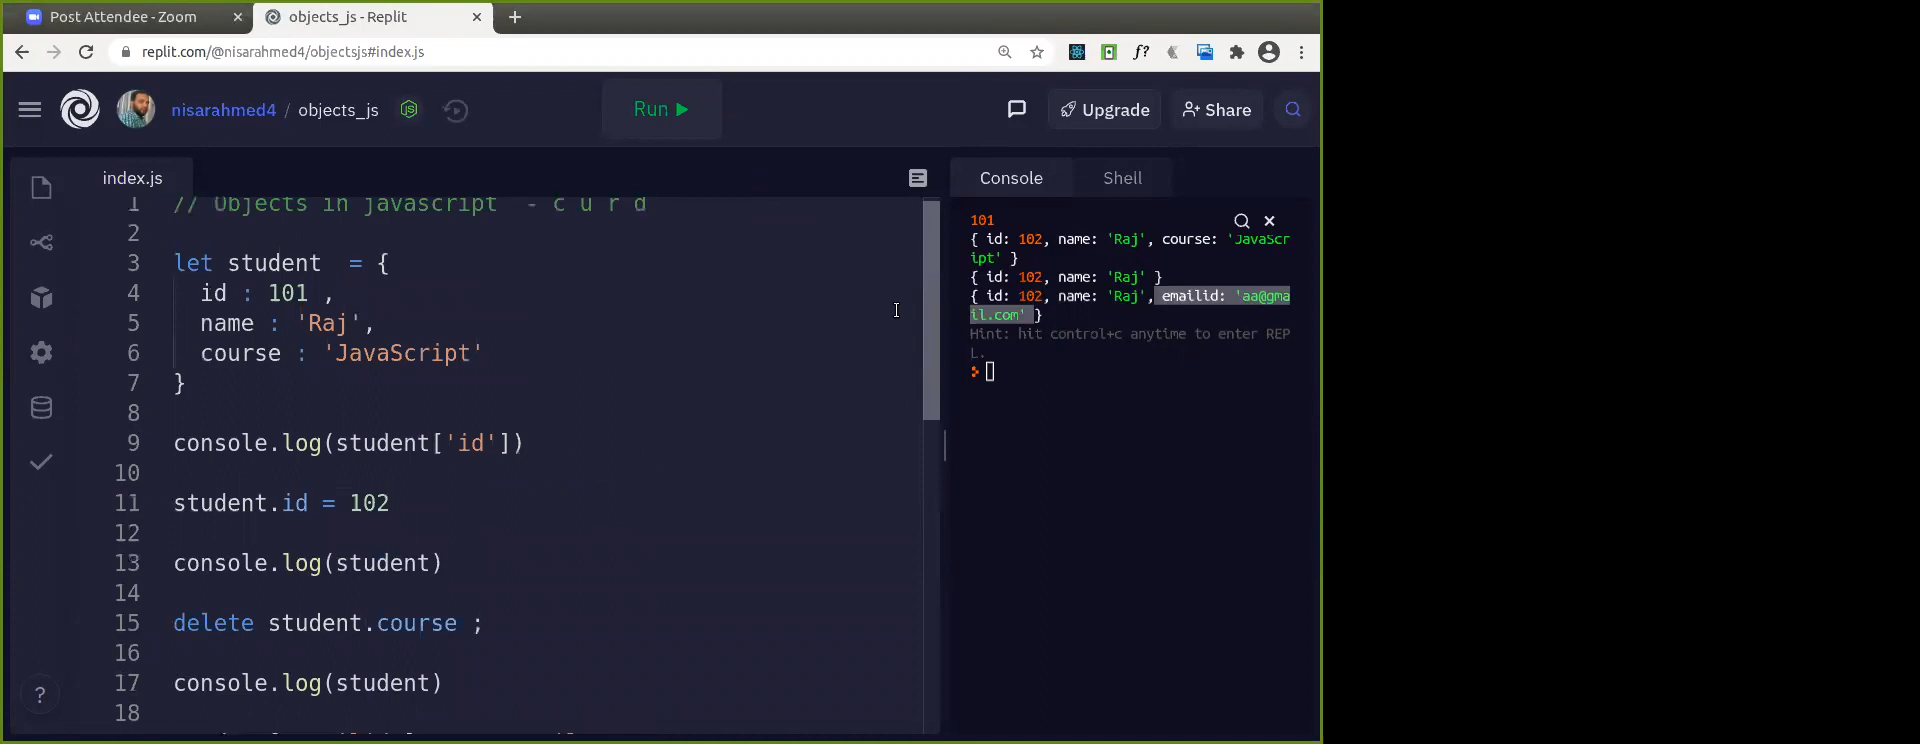 Post Attendee - Zoom
objects_js - Replit
replit.com/@nisarahmed4/objectsjs#index.js
f?
nisarahmed4 / objects_js
Run
Upgrade
Share
index.js
Console
Shell
1 // Objects in javascript - c u r d
2
3 let student = {
4 id : 101 ,
5 name : 'Raj',
6 course : 'JavaScript'
7 }
8
9 console.log(student['id'])
10
11 student.id = 102
12
13 console.log(student)
14
15 delete student.course ;
16
17 console.log(student)
18
101
{ id: 102, name: 'Raj', course: 'JavaScr
ipt' }
{ id: 102, name: 'Raj' }
{ id: 102, name: 'Raj', emailid: 'aa@gma
il.com' }
Hint: hit control+c anytime to enter REP
L.
?